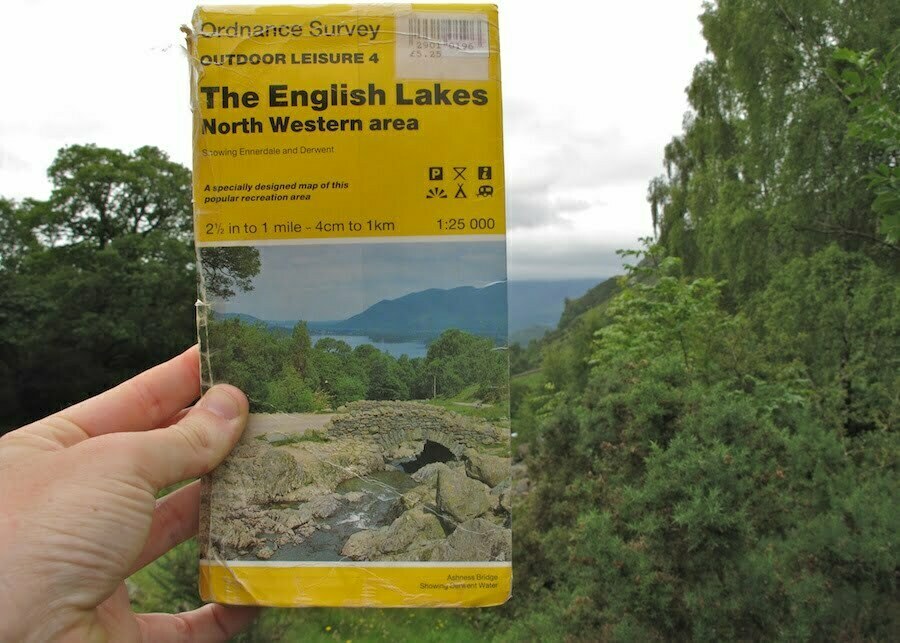 Ordnance Survey
OUTDOOR LEISURE 4
£5.25
The English Lakes
North Western area
Showing Ennerdale and Derwent
P i
A specially designed map of this
popular recreation area
2½ in to 1 mile – 4cm to 1km 1:25 000
Ashness Bridge
Showing Derwent Water